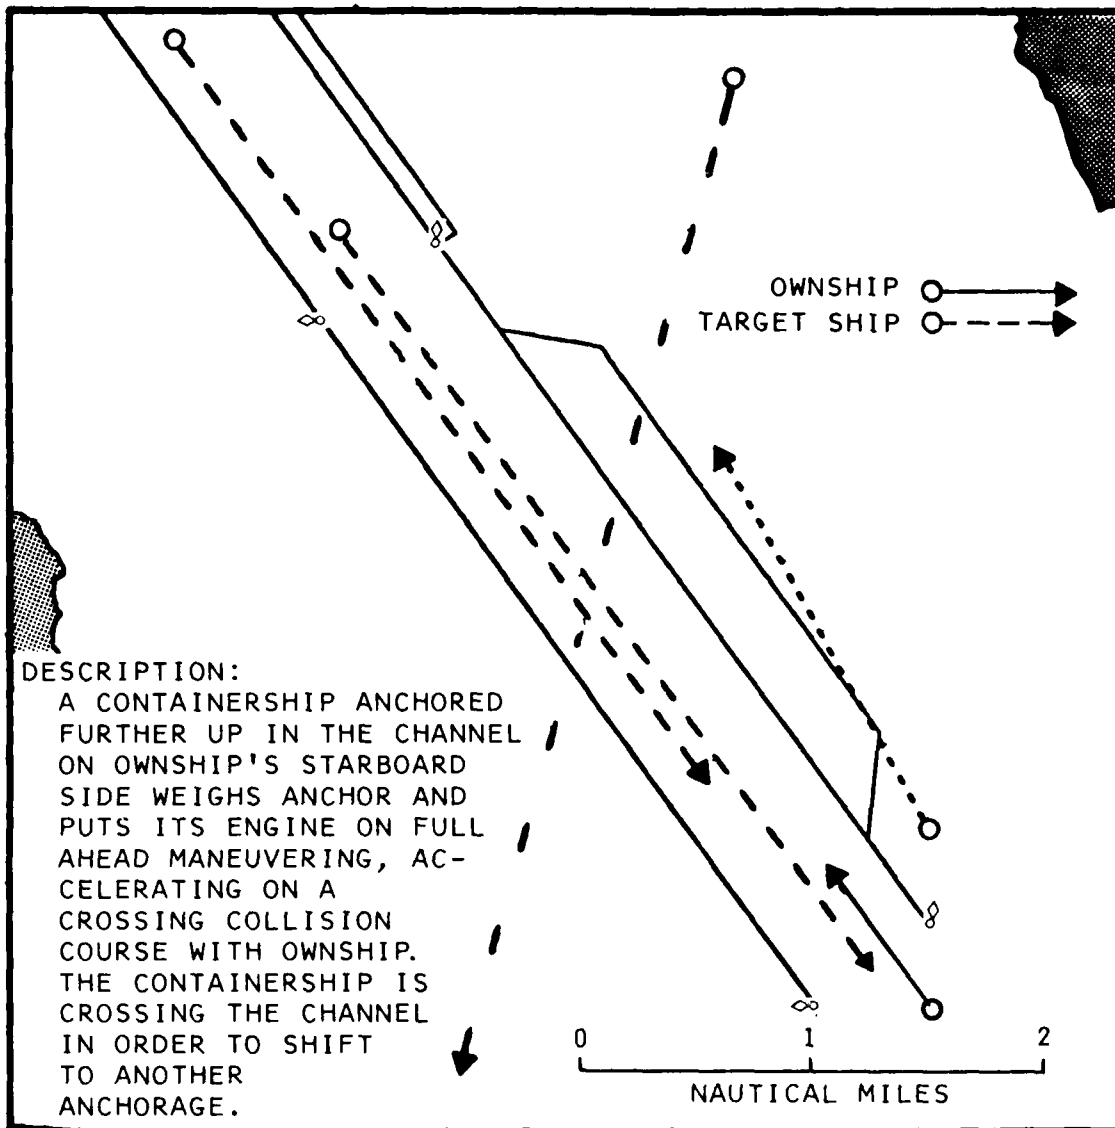 OWNSHIP
TARGET SHIP
DESCRIPTION:
A CONTAINERSHIP ANCHORED
FURTHER UP IN THE CHANNEL
ON OWNSHIP'S STARBOARD
SIDE WEIGHS ANCHOR AND
PUTS ITS ENGINE ON FULL
AHEAD MANEUVERING, AC-
CELERATING ON A
CROSSING COLLISION
COURSE WITH OWNSHIP.
THE CONTAINERSHIP IS
CROSSING THE CHANNEL
IN ORDER TO SHIFT
TO ANOTHER
ANCHORAGE.
0 1 2
NAUTICAL MILES